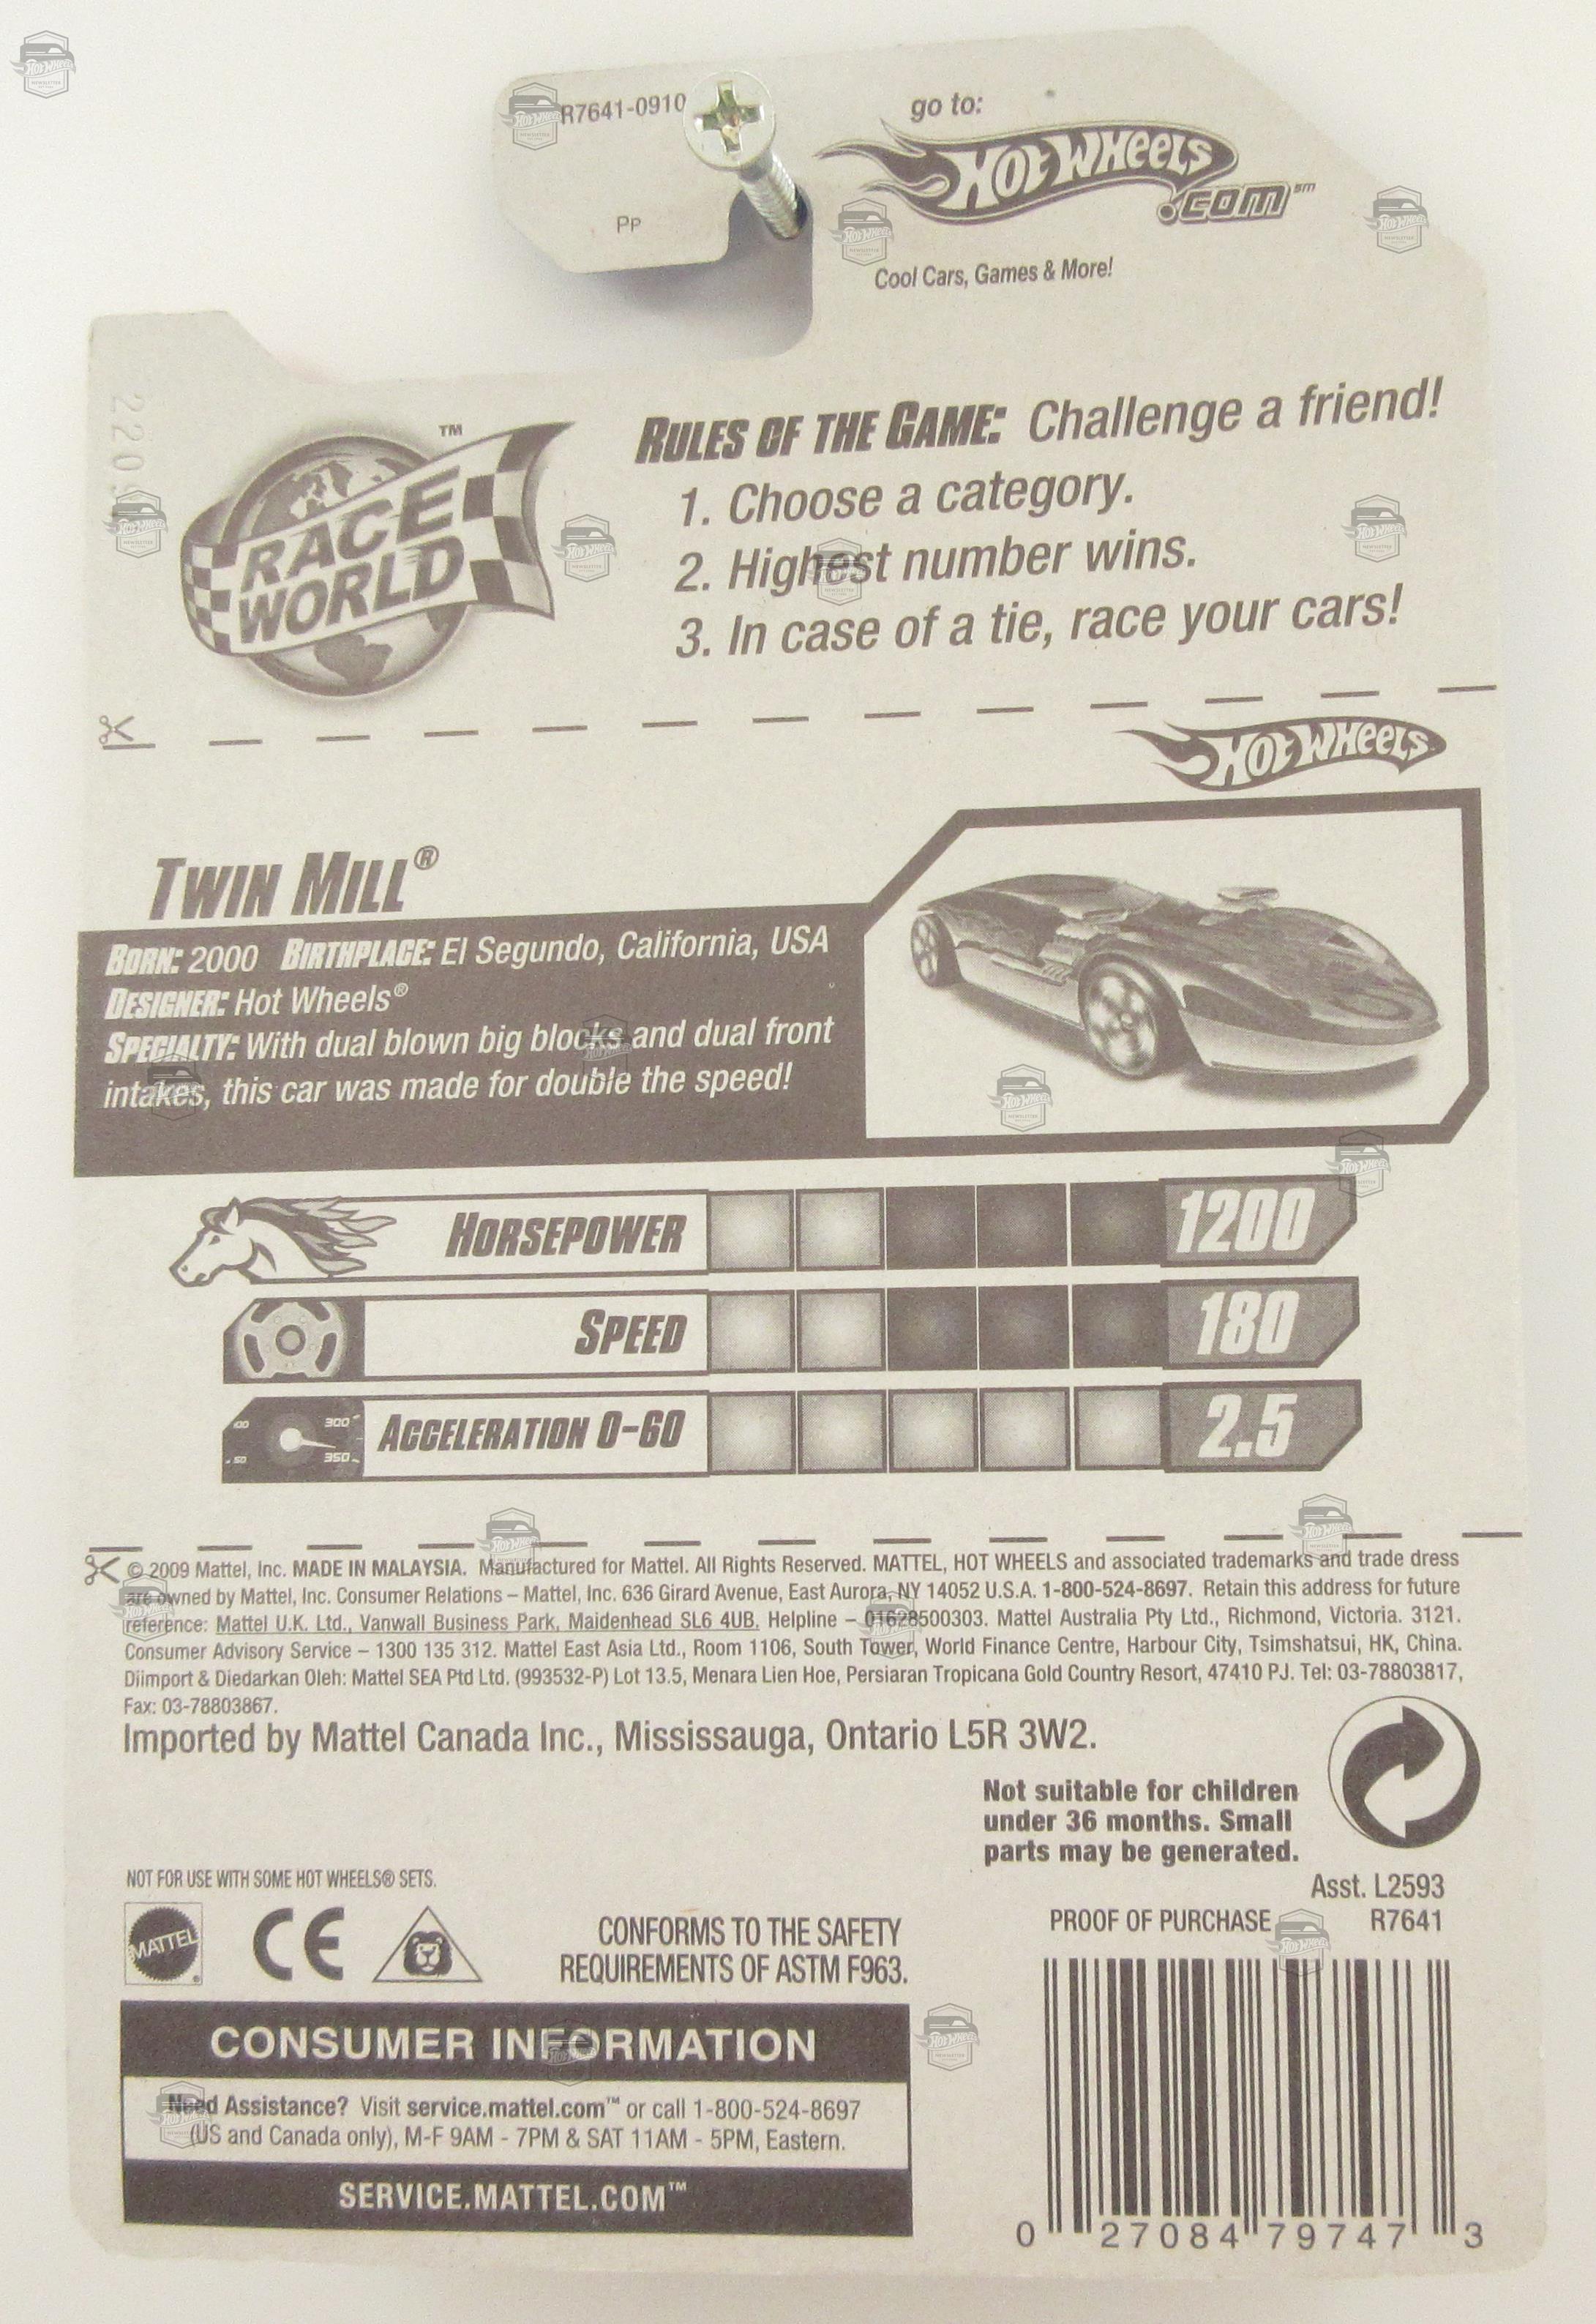 R7641-0910
Pp
go to:
Hot Wheels
.com℠
Cool Cars, Games & More!
RACE
WORLD™
RULES OF THE GAME: Challenge a friend!
1. Choose a category.
2. Highest number wins.
3. In case of a tie, race your cars!
Hot Wheels
TWIN MILL®
BORN: 2000 BIRTHPLACE: El Segundo, California, USA
DESIGNER: Hot Wheels®
SPECIALTY: With dual blown big blocks and dual front
intakes, this car was made for double the speed!
HORSEPOWER 1200
SPEED 180
ACCELERATION 0-60 2.5
300
350
© 2009 Mattel, Inc. MADE IN MALAYSIA. Manufactured for Mattel. All Rights Reserved. MATTEL, HOT WHEELS and associated trademarks and trade dress
are owned by Mattel, Inc. Consumer Relations – Mattel, Inc. 636 Girard Avenue, East Aurora, NY 14052 U.S.A. 1-800-524-8697. Retain this address for future
reference: Mattel U.K. Ltd., Vanwall Business Park, Maidenhead SL6 4UB. Helpline – 01628500303. Mattel Australia Pty Ltd., Richmond, Victoria. 3121.
Consumer Advisory Service – 1300 135 312. Mattel East Asia Ltd., Room 1106, South Tower, World Finance Centre, Harbour City, Tsimshatsui, HK, China.
Diimport & Diedarkan Oleh: Mattel SEA Ptd Ltd. (993532-P) Lot 13.5, Menara Lien Hoe, Persiaran Tropicana Gold Country Resort, 47410 PJ. Tel: 03-78803817,
Fax: 03-78803867.
Imported by Mattel Canada Inc., Mississauga, Ontario L5R 3W2.
Not suitable for children
under 36 months. Small
parts may be generated.
NOT FOR USE WITH SOME HOT WHEELS® SETS.
Asst. L2593
PROOF OF PURCHASE R7641
MATTEL
CE
CONFORMS TO THE SAFETY
REQUIREMENTS OF ASTM F963.
CONSUMER INFORMATION
Need Assistance? Visit service.mattel.com™ or call 1-800-524-8697
(US and Canada only), M-F 9AM - 7PM & SAT 11AM - 5PM, Eastern.
SERVICE.MATTEL.COM™
0 27084 79747 3